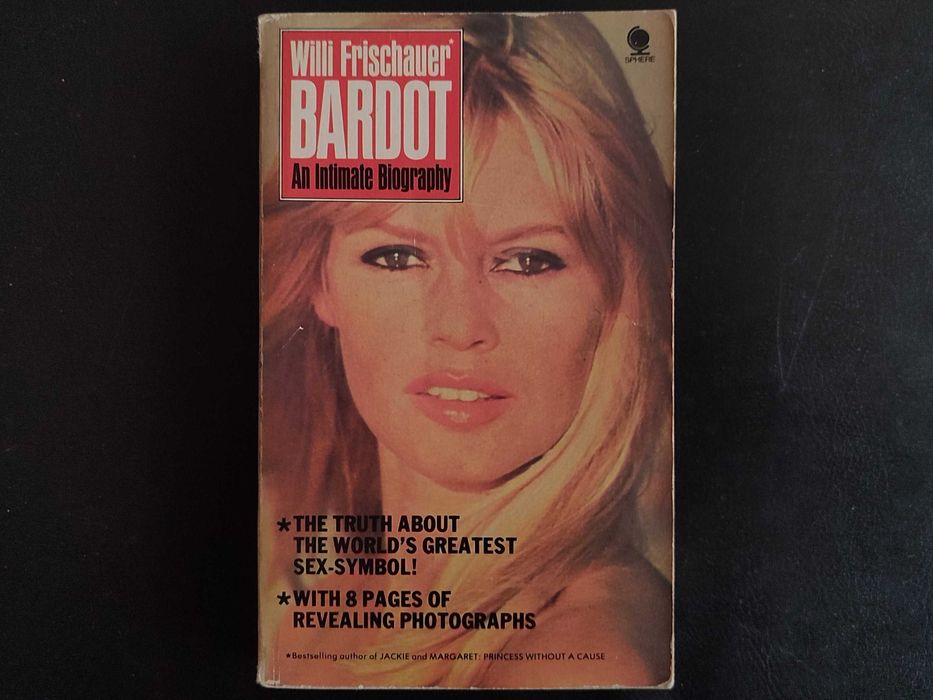 Willi Frischauer*
BARDOT
An Intimate Biography
SPHERE
*THE TRUTH ABOUT
THE WORLD'S GREATEST
SEX-SYMBOL!
*WITH 8 PAGES OF
REVEALING PHOTOGRAPHS
*Bestselling author of JACKIE and MARGARET: PRINCESS WITHOUT A CAUSE